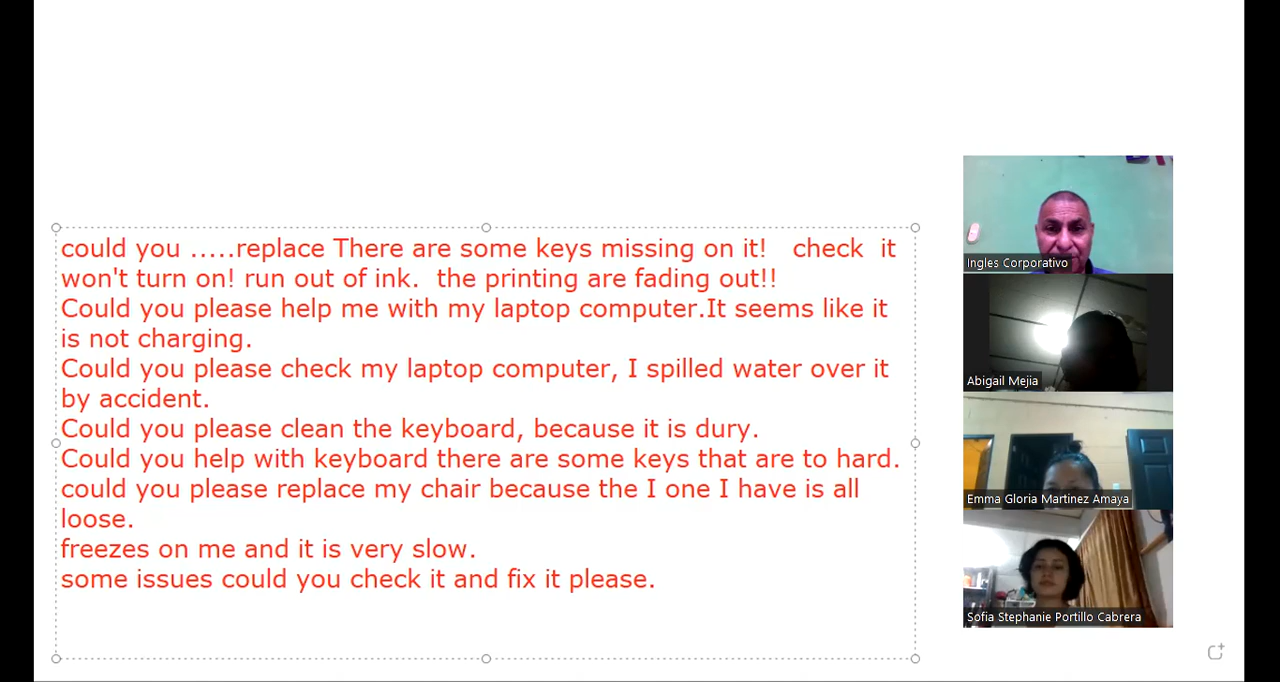 could you .....replace There are some keys missing on it!   check  it
won't turn on! run out of ink.  the printing are fading out!!
Could you please help me with my laptop computer.It seems like it
is not charging.
Could you please check my laptop computer, I spilled water over it
by accident.
Could you please clean the keyboard, because it is dury.
Could you help with keyboard there are some keys that are to hard.
could you please replace my chair because the I one I have is all
loose.
freezes on me and it is very slow.
some issues could you check it and fix it please.
Ingles Corporativo
Abigail Mejia
Emma Gloria Martinez Amaya
Sofia Stephanie Portillo Cabrera